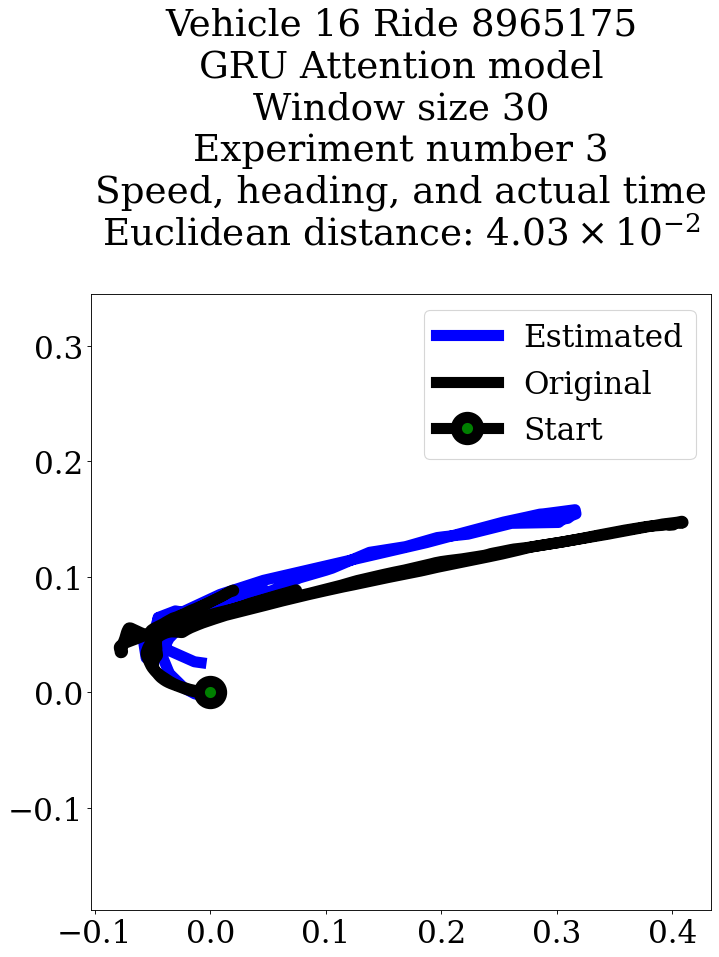 Vehicle 16 Ride 8965175
GRU Attention model
Window size 30
Experiment number 3
Speed, heading, and actual time
Euclidean distance: 4.03 × 10⁻²
Estimated
Original
Start
0.3
0.2
0.1
0.0
−0.1
−0.1 0.0 0.1 0.2 0.3 0.4